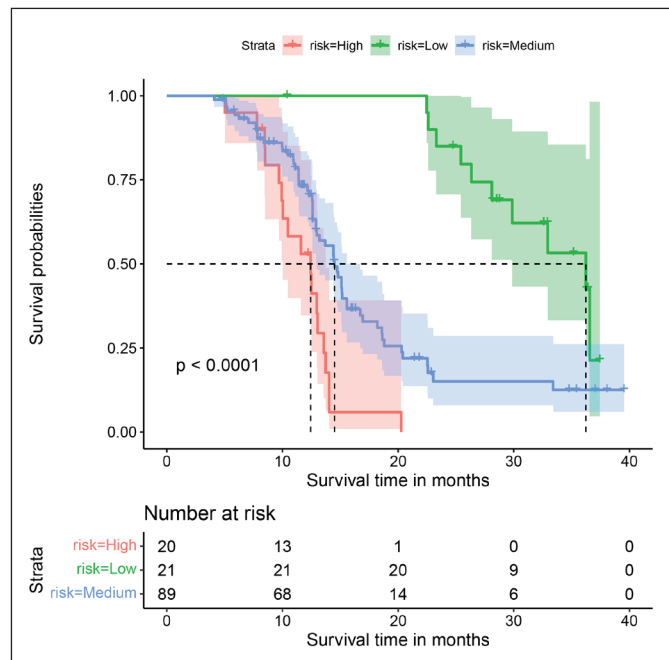 Strata risk=High risk=Low risk=Medium
1.00
0.75
0.50
0.25
0.00
Survival probabilities
p < 0.0001
0 10 20 30 40
Survival time in months
Number at risk
Strata
risk=High 20 13 1 0 0
risk=Low 21 21 20 9 0
risk=Medium 89 68 14 6 0
0 10 20 30 40
Survival time in months